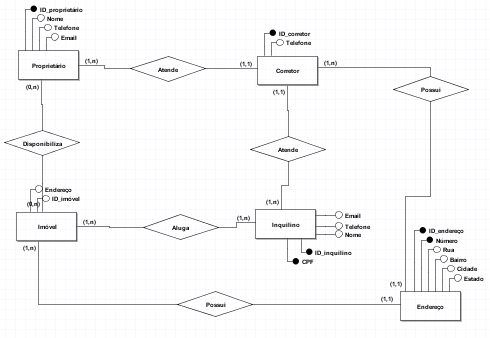 ID_proprietário
Nome
Telefone
Email
Proprietário
(1,n)
Atende
(1,1)
ID_corretor
Telefone
Corretor
(1,n)
Possui
(0,n)
(1,1)
Disponibiliza
Atende
Endereço
ID_imóvel
(0,n)
Imóvel
(1,n)
Aluga
(1,n)
(1,n)
Inquilino
Email
Telefone
Nome
ID_inquilino
CPF
(1,n)
Possui
(1,1)
(1,1)
ID_endereço
Número
Rua
Bairro
Cidade
Estado
Endereço